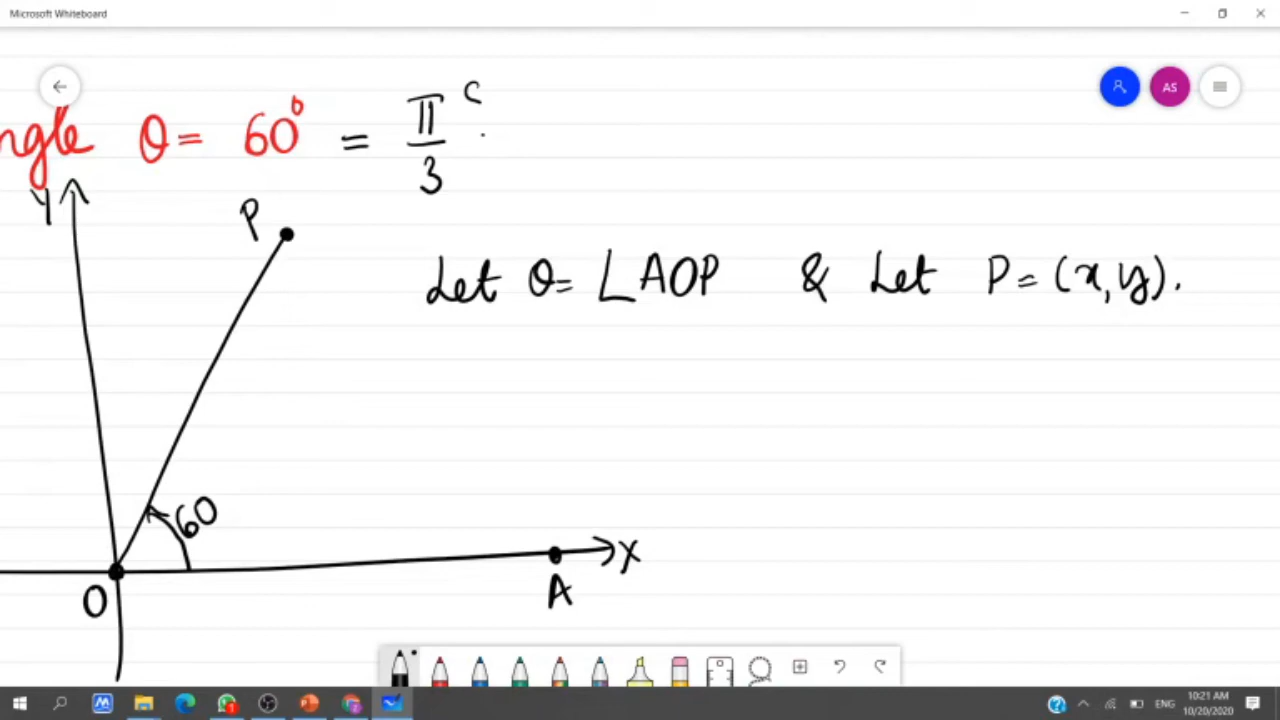 Microsoft Whiteboard
AS
ngle θ = 60° = π/3 ᶜ.
Y
P
Let θ = ∠AOP & Let P = (x,y).
60
X
O
A
ENG
10:21 AM
10/20/2020